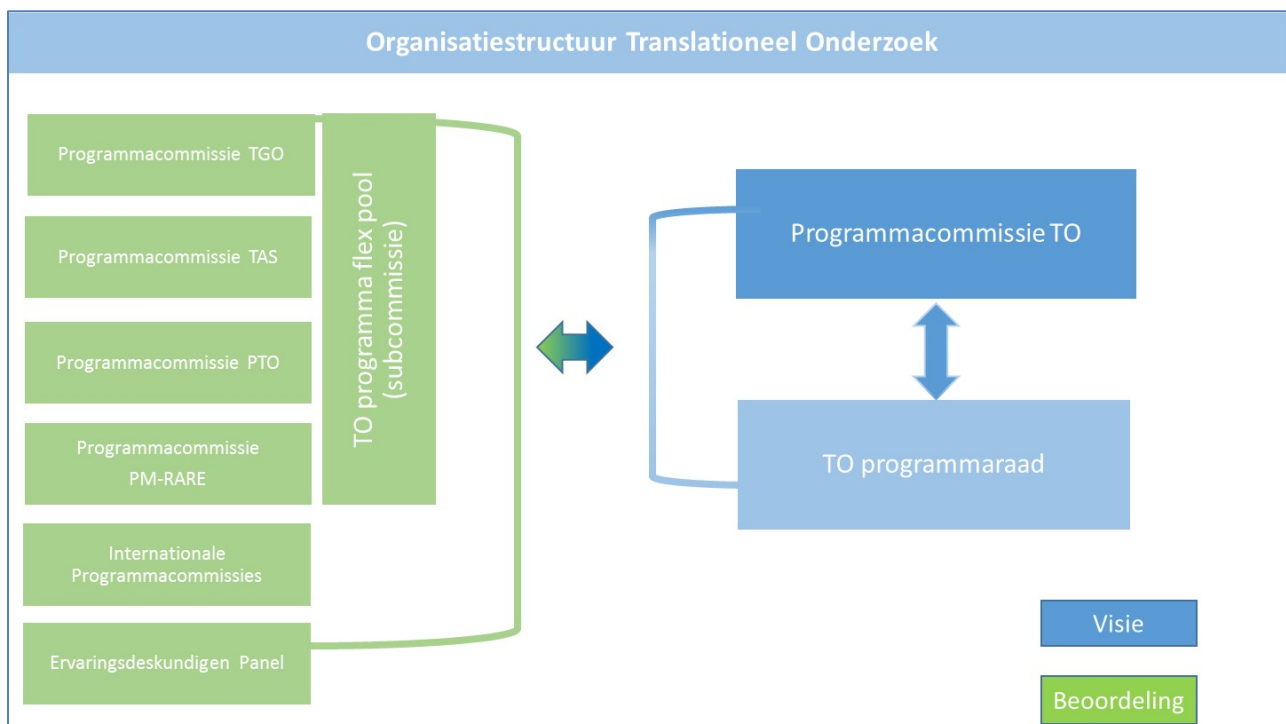 Organisatiestructuur Translationeel Onderzoek
Programmacommissie TGO
Programmacommissie TAS
Programmacommissie PTO
Programmacommissie
PM-RARE
Internationale
Programmacommissies
Ervaringsdeskundigen Panel
TO programma flex pool
(subcommissie)
Programmacommissie TO
TO programmaraad
Visie
Beoordeling